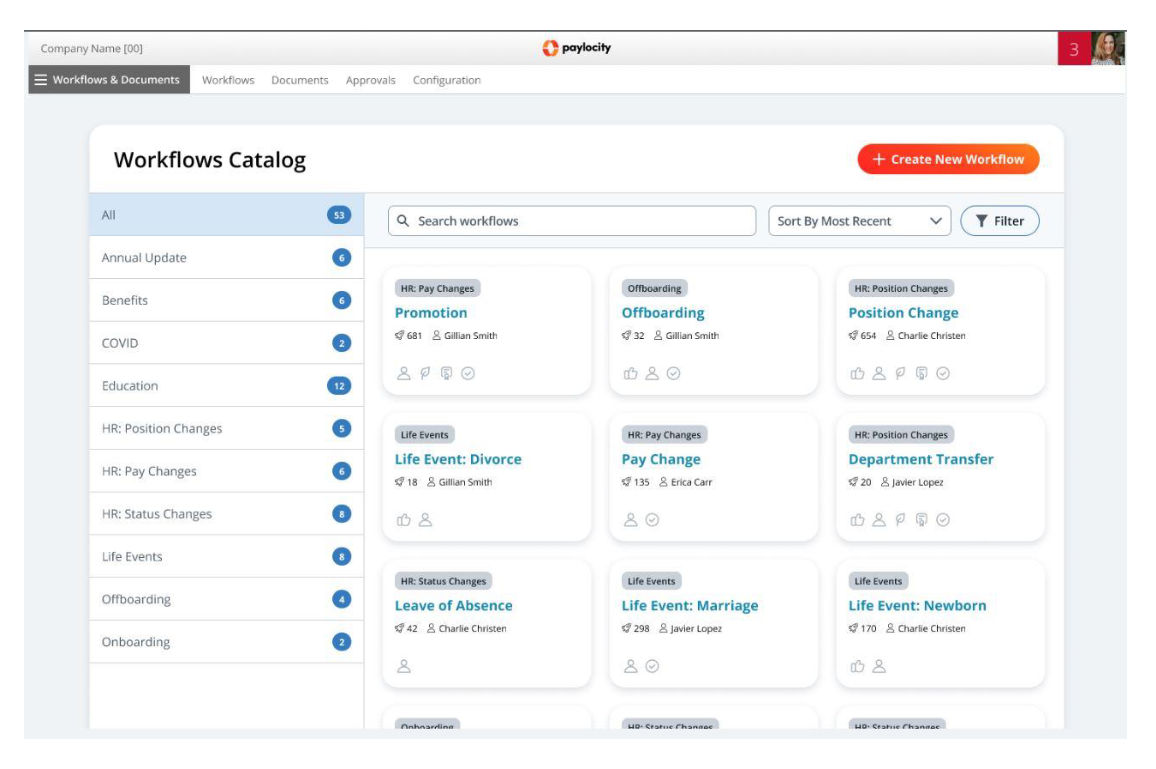 Company Name [00]
paylocity
3
Workflows & Documents
Workflows
Documents
Approvals
Configuration
Workflows Catalog
+ Create New Workflow
All 53
Annual Update 6
Benefits 6
COVID 2
Education 12
HR: Position Changes 5
HR: Pay Changes 6
HR: Status Changes 8
Life Events 8
Offboarding 4
Onboarding 2
Search workflows
Sort By Most Recent
Filter
HR: Pay Changes
Promotion
681 Gillian Smith
Offboarding
Offboarding
32 Gillian Smith
HR: Position Changes
Position Change
654 Charlie Christen
Life Events
Life Event: Divorce
18 Gillian Smith
HR: Pay Changes
Pay Change
135 Erica Carr
HR: Position Changes
Department Transfer
20 Javier Lopez
HR: Status Changes
Leave of Absence
42 Charlie Christen
Life Events
Life Event: Marriage
298 Javier Lopez
Life Events
Life Event: Newborn
170 Charlie Christen
Onboarding
HR: Status Changes
HR: Status Changes